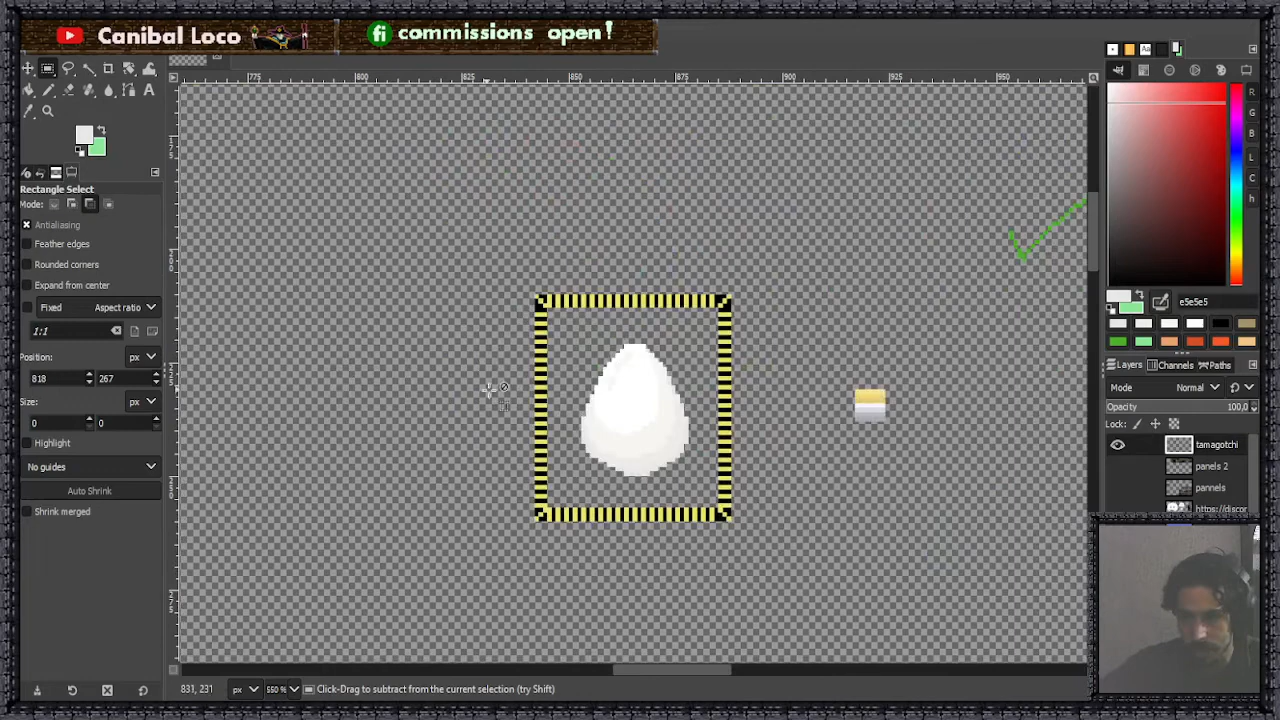 Canibal Loco
fi commissions open!
775 800 825 850 875 900 925 950
Rectangle Select
Mode:
Antialiasing
Feather edges
Rounded corners
Expand from center
Fixed Aspect ratio
1:1
Position: px
818 267
Size: px
0 0
Highlight
No guides
Auto Shrink
Shrink merged
R
G
B
L
C
h
e5e5e5
Layers Channels Paths
Mode Normal
Opacity 100,0
Lock:
tamagotchi
panels 2
pannels
https://discor
831, 231 px 550 % Click-Drag to subtract from the current selection (try Shift)